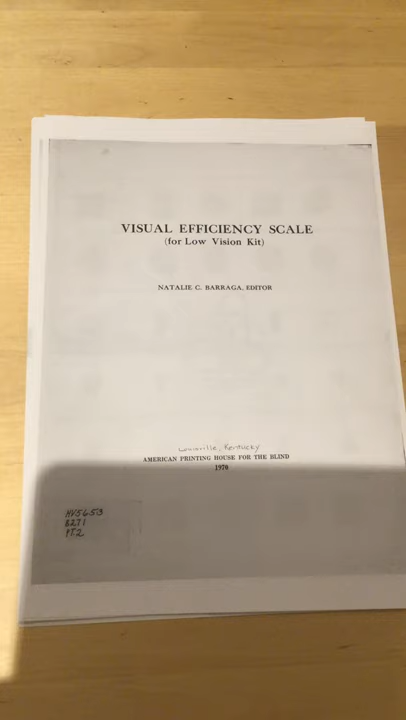 VISUAL EFFICIENCY SCALE
(for Low Vision Kit)
NATALIE C. BARRAGA, EDITOR
Louisville, Kentucky
AMERICAN PRINTING HOUSE FOR THE BLIND
1970
HV5653
B271
PT.2